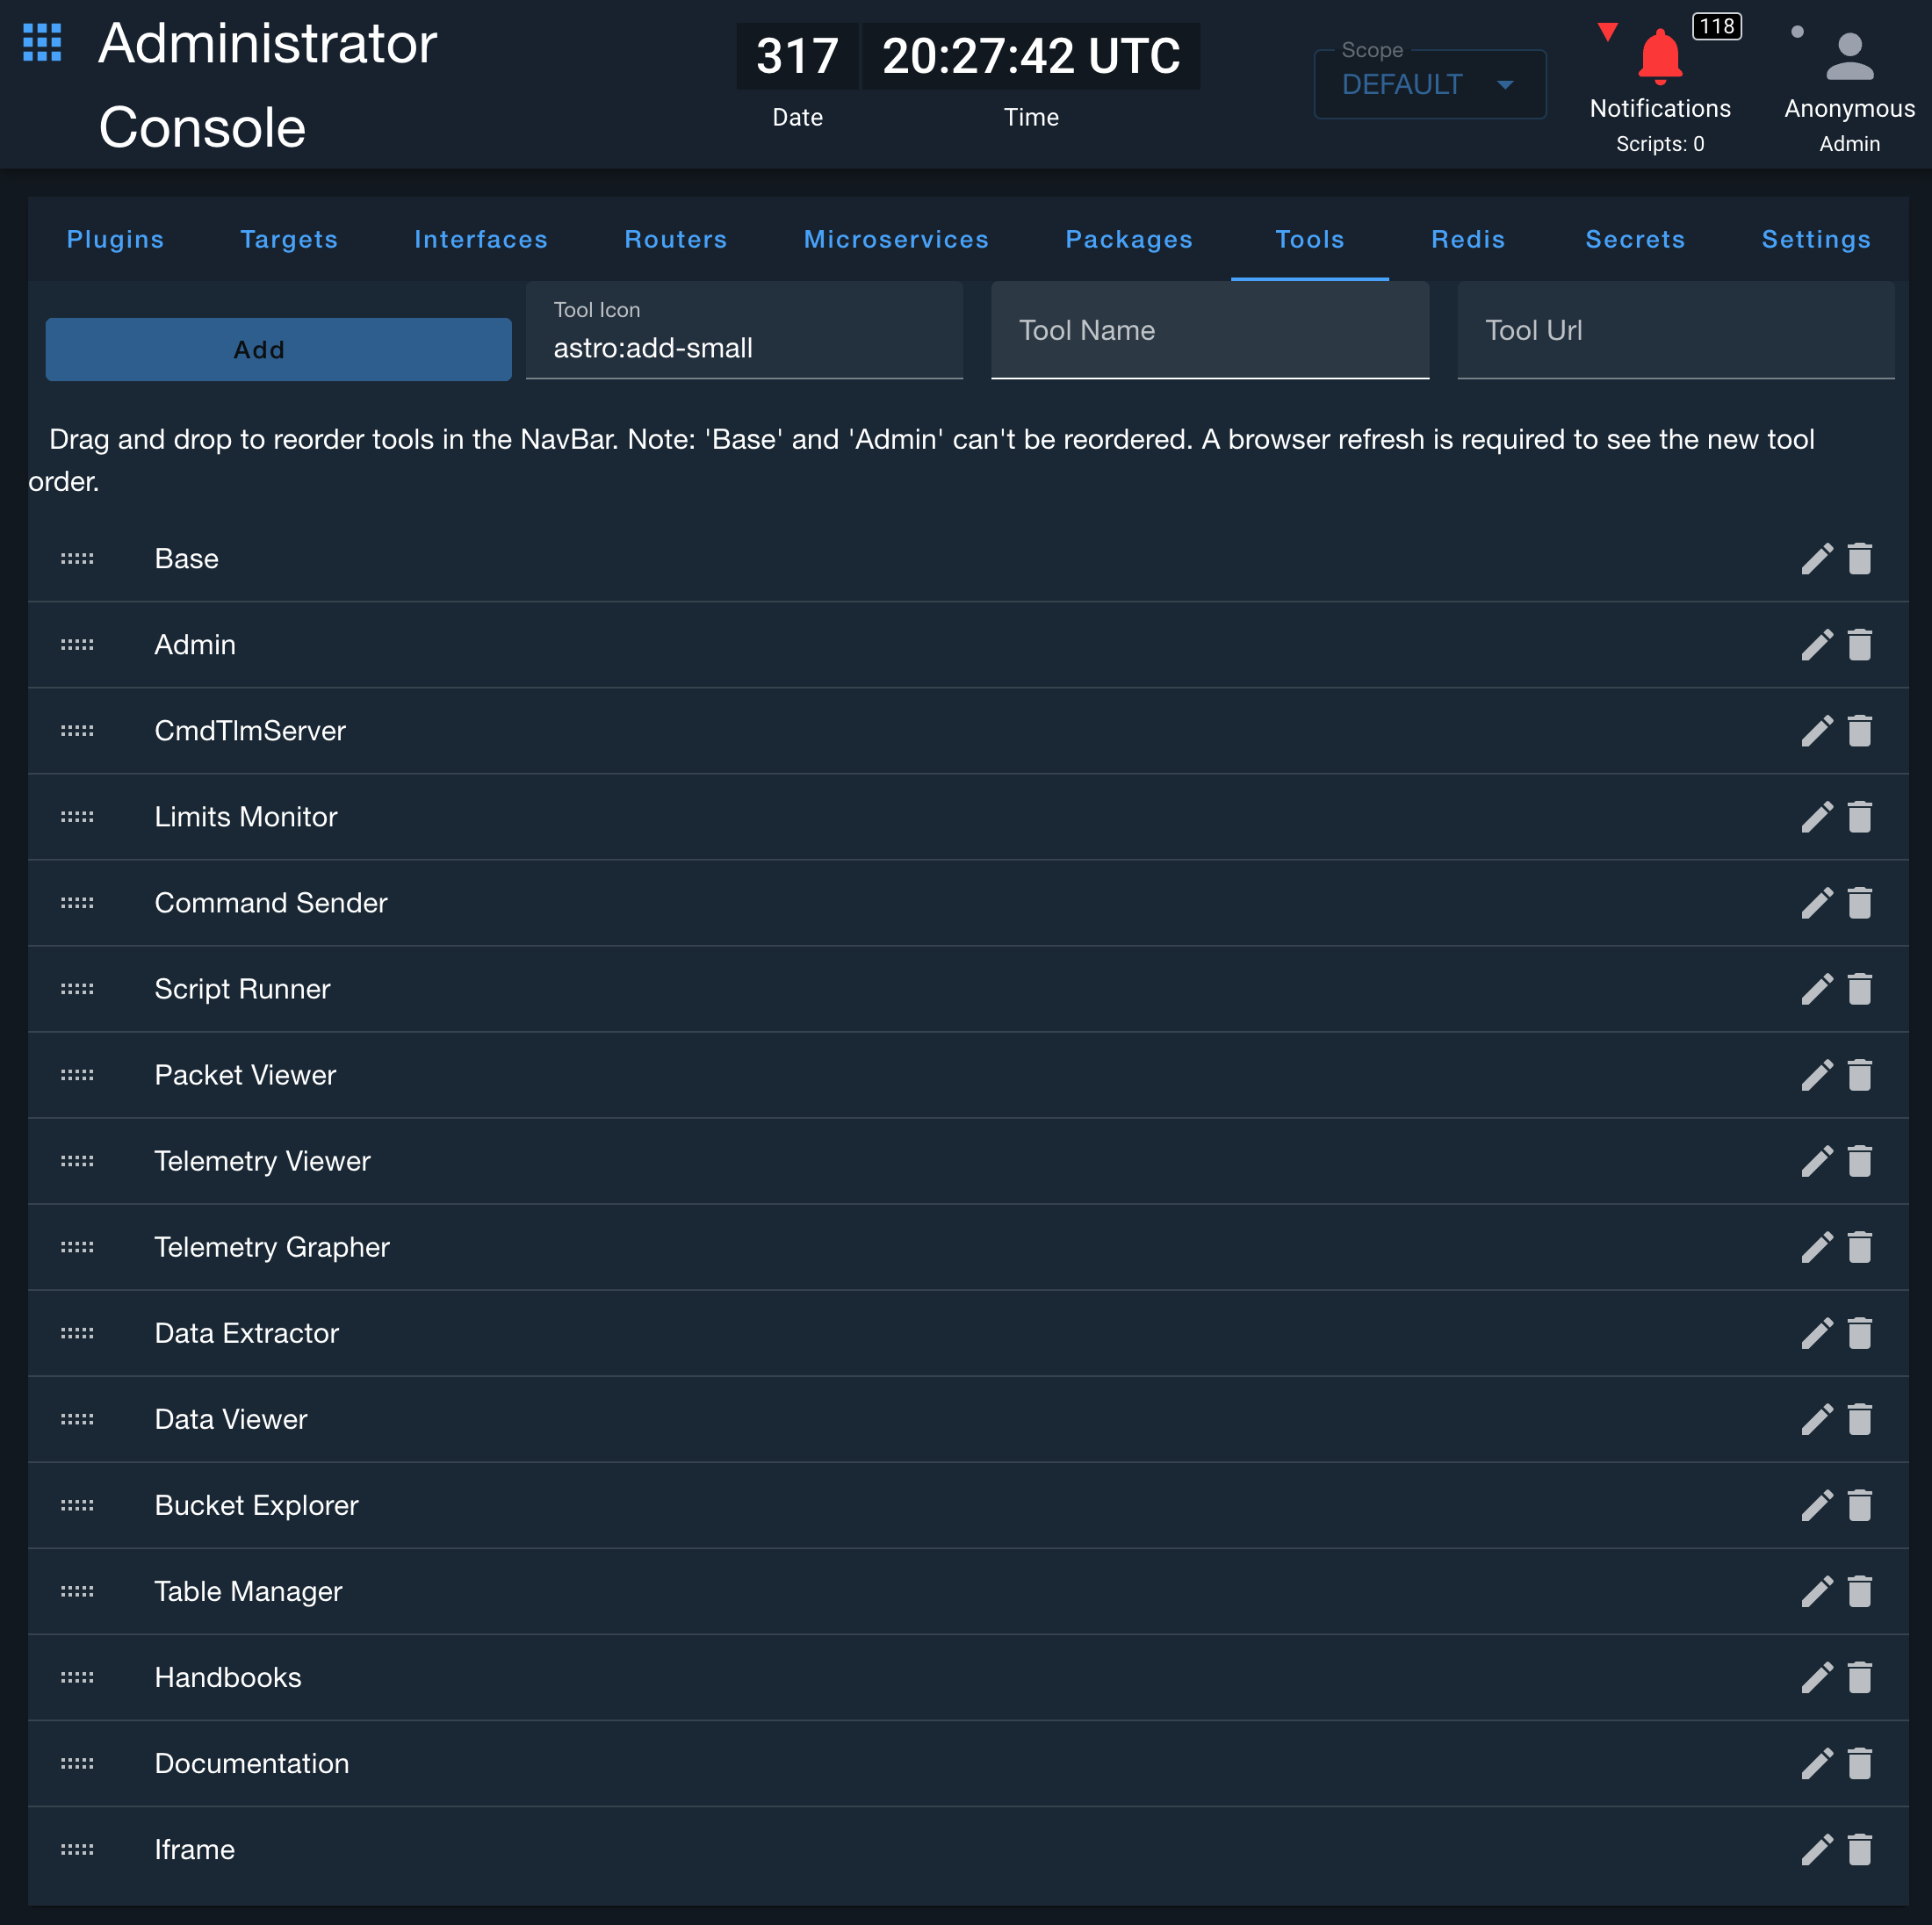 Administrator
Console
317
20:27:42 UTC
Date
Time
Scope
DEFAULT
118
Notifications
Scripts: 0
Anonymous
Admin
Plugins Targets Interfaces Routers Microservices Packages Tools Redis Secrets Settings
Add
Tool Icon
astro:add-small
Tool Name
Tool Url
Drag and drop to reorder tools in the NavBar. Note: 'Base' and 'Admin' can't be reordered. A browser refresh is required to see the new tool
order.
Base
Admin
CmdTlmServer
Limits Monitor
Command Sender
Script Runner
Packet Viewer
Telemetry Viewer
Telemetry Grapher
Data Extractor
Data Viewer
Bucket Explorer
Table Manager
Handbooks
Documentation
Iframe